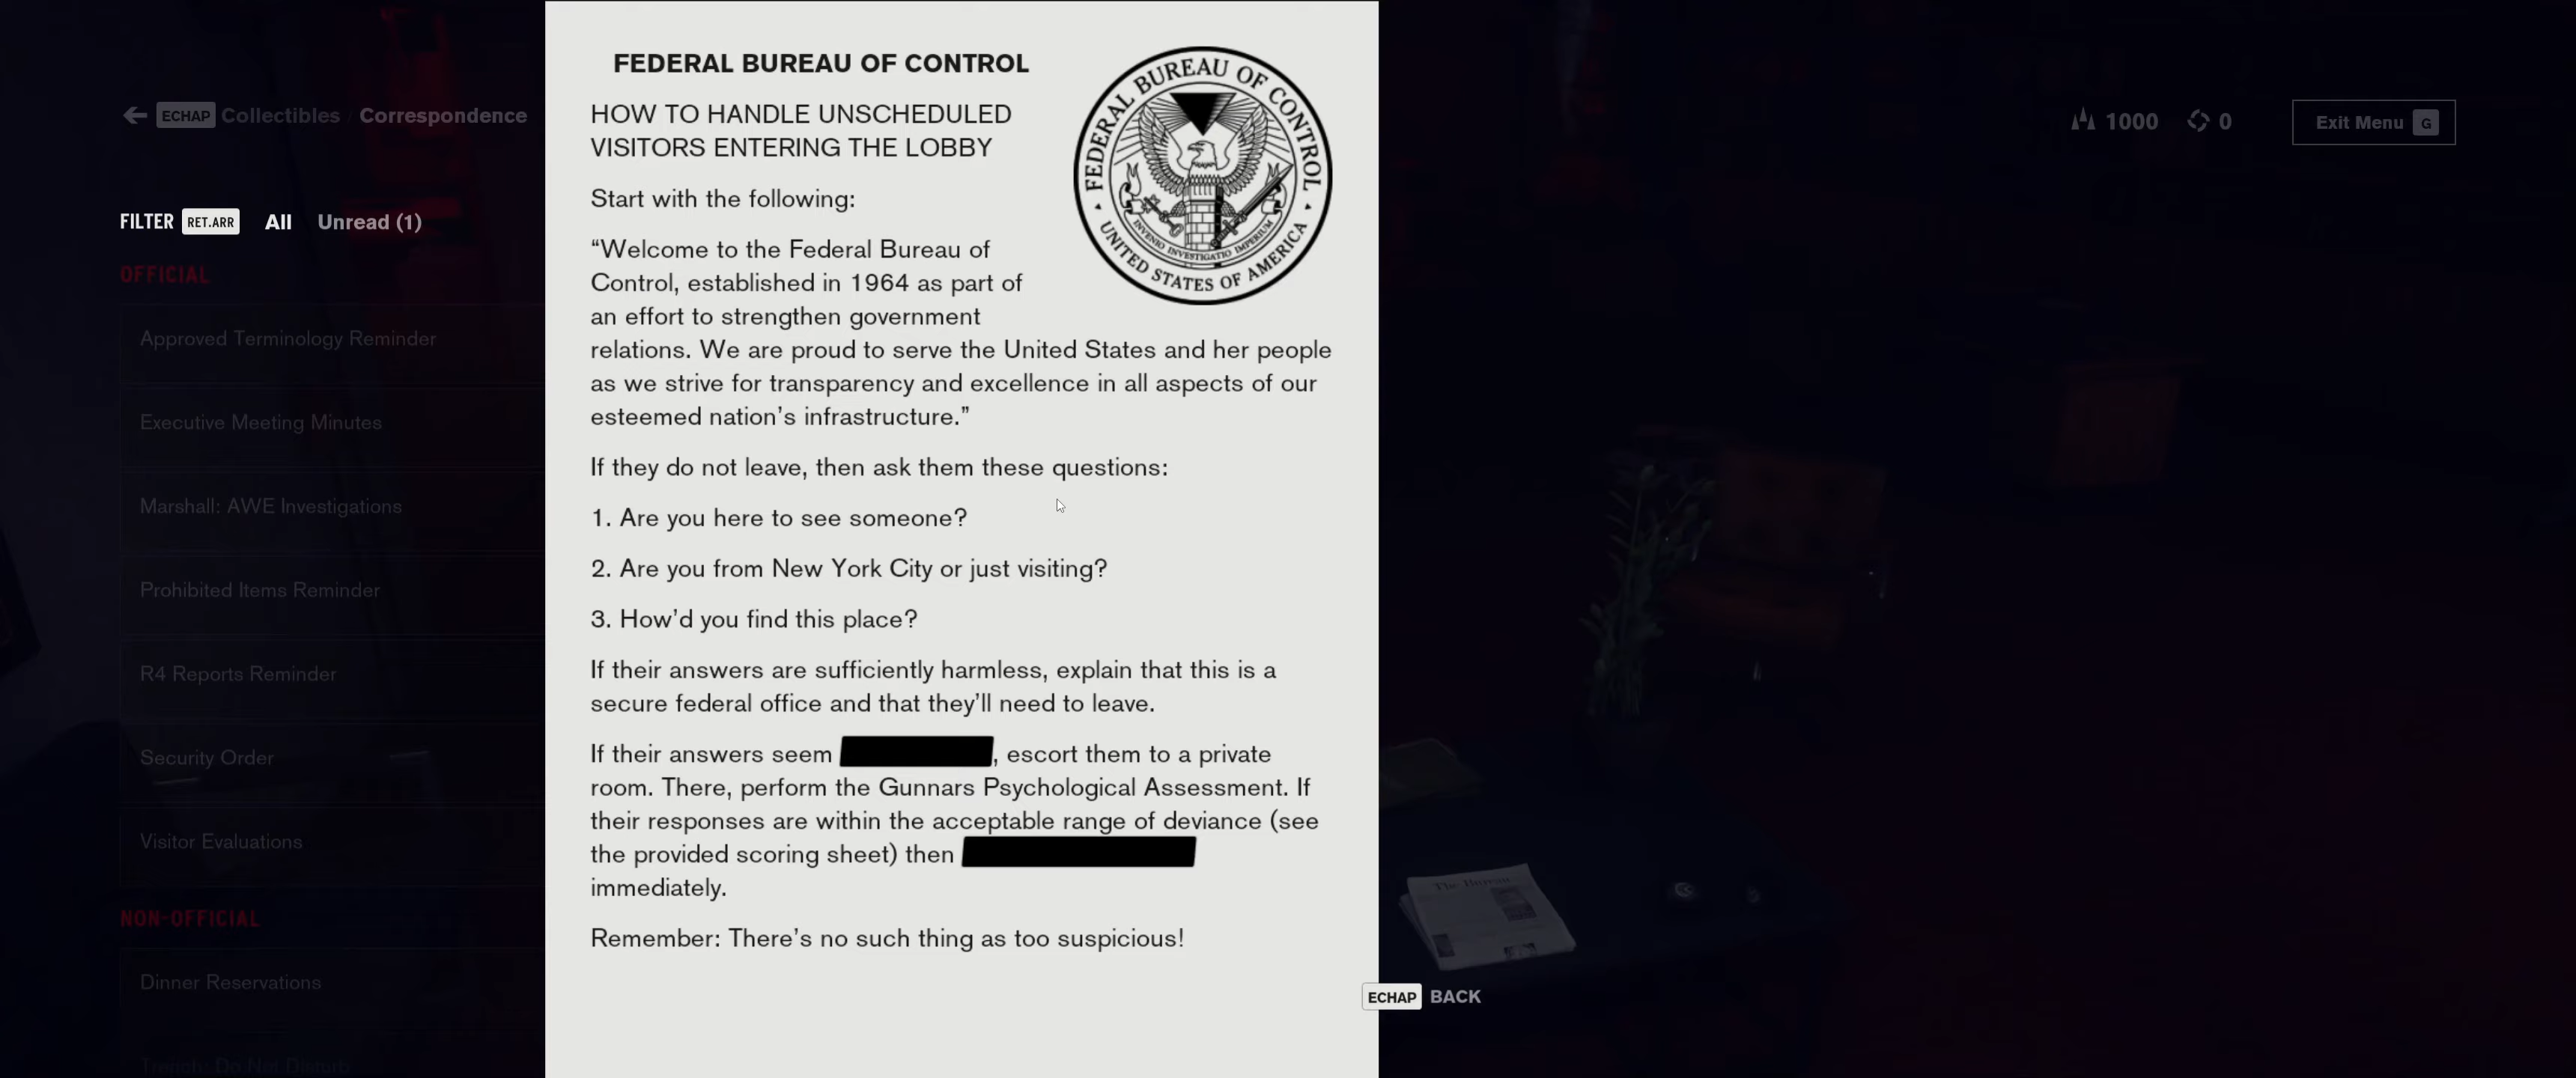 FEDERAL BUREAU OF CONTROL
HOW TO HANDLE UNSCHEDULED
VISITORS ENTERING THE LOBBY
Start with the following:
“Welcome to the Federal Bureau of
Control, established in 1964 as part of
an effort to strengthen government
relations. We are proud to serve the United States and her people
as we strive for transparency and excellence in all aspects of our
esteemed nation’s infrastructure.”
If they do not leave, then ask them these questions:
1. Are you here to see someone?
2. Are you from New York City or just visiting?
3. How’d you find this place?
If their answers are sufficiently harmless, explain that this is a
secure federal office and that they’ll need to leave.
If their answers seem , escort them to a private
room. There, perform the Gunnars Psychological Assessment. If
their responses are within the acceptable range of deviance (see
the provided scoring sheet) then
immediately.
Remember: There’s no such thing as too suspicious!
FEDERAL BUREAU OF CONTROL
UNITED STATES OF AMERICA
INVENIO INVESTIGATIO IMPERIUM
ECHAP Collectibles Correspondence
FILTER RET.ARR All Unread (1)
OFFICIAL
Approved Terminology Reminder
Executive Meeting Minutes
Marshall: AWE Investigations
Prohibited Items Reminder
R4 Reports Reminder
Security Order
Visitor Evaluations
NON-OFFICIAL
Dinner Reservations
Trench: Do Not Disturb
1000 0 Exit Menu G
The Bureau
ECHAP BACK